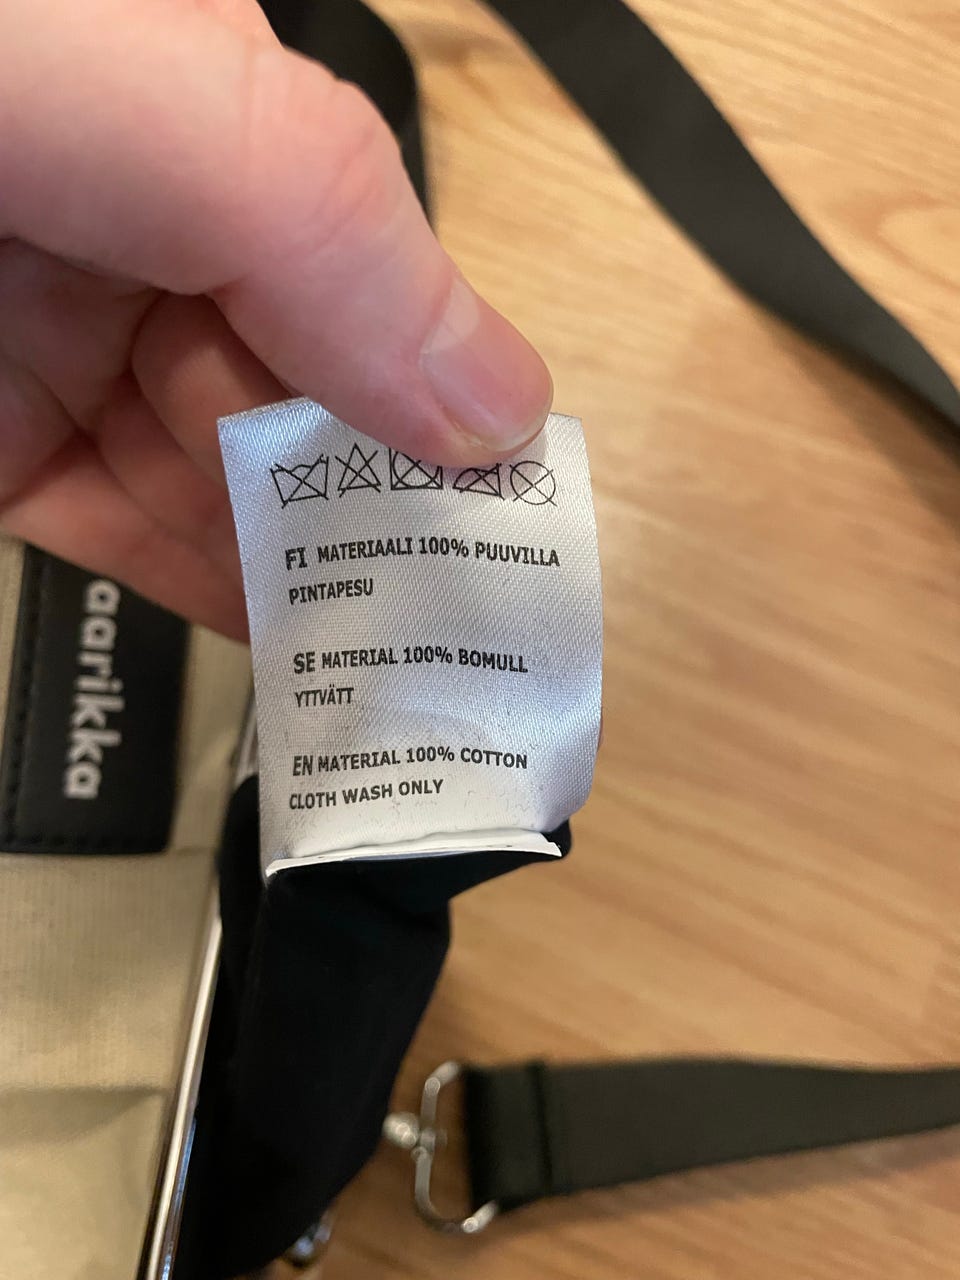 FI MATERIAALI 100% PUUVILLA
PINTAPESU
SE MATERIAL 100% BOMULL
YTTVÄTT
EN MATERIAL 100% COTTON
CLOTH WASH ONLY
aarikka